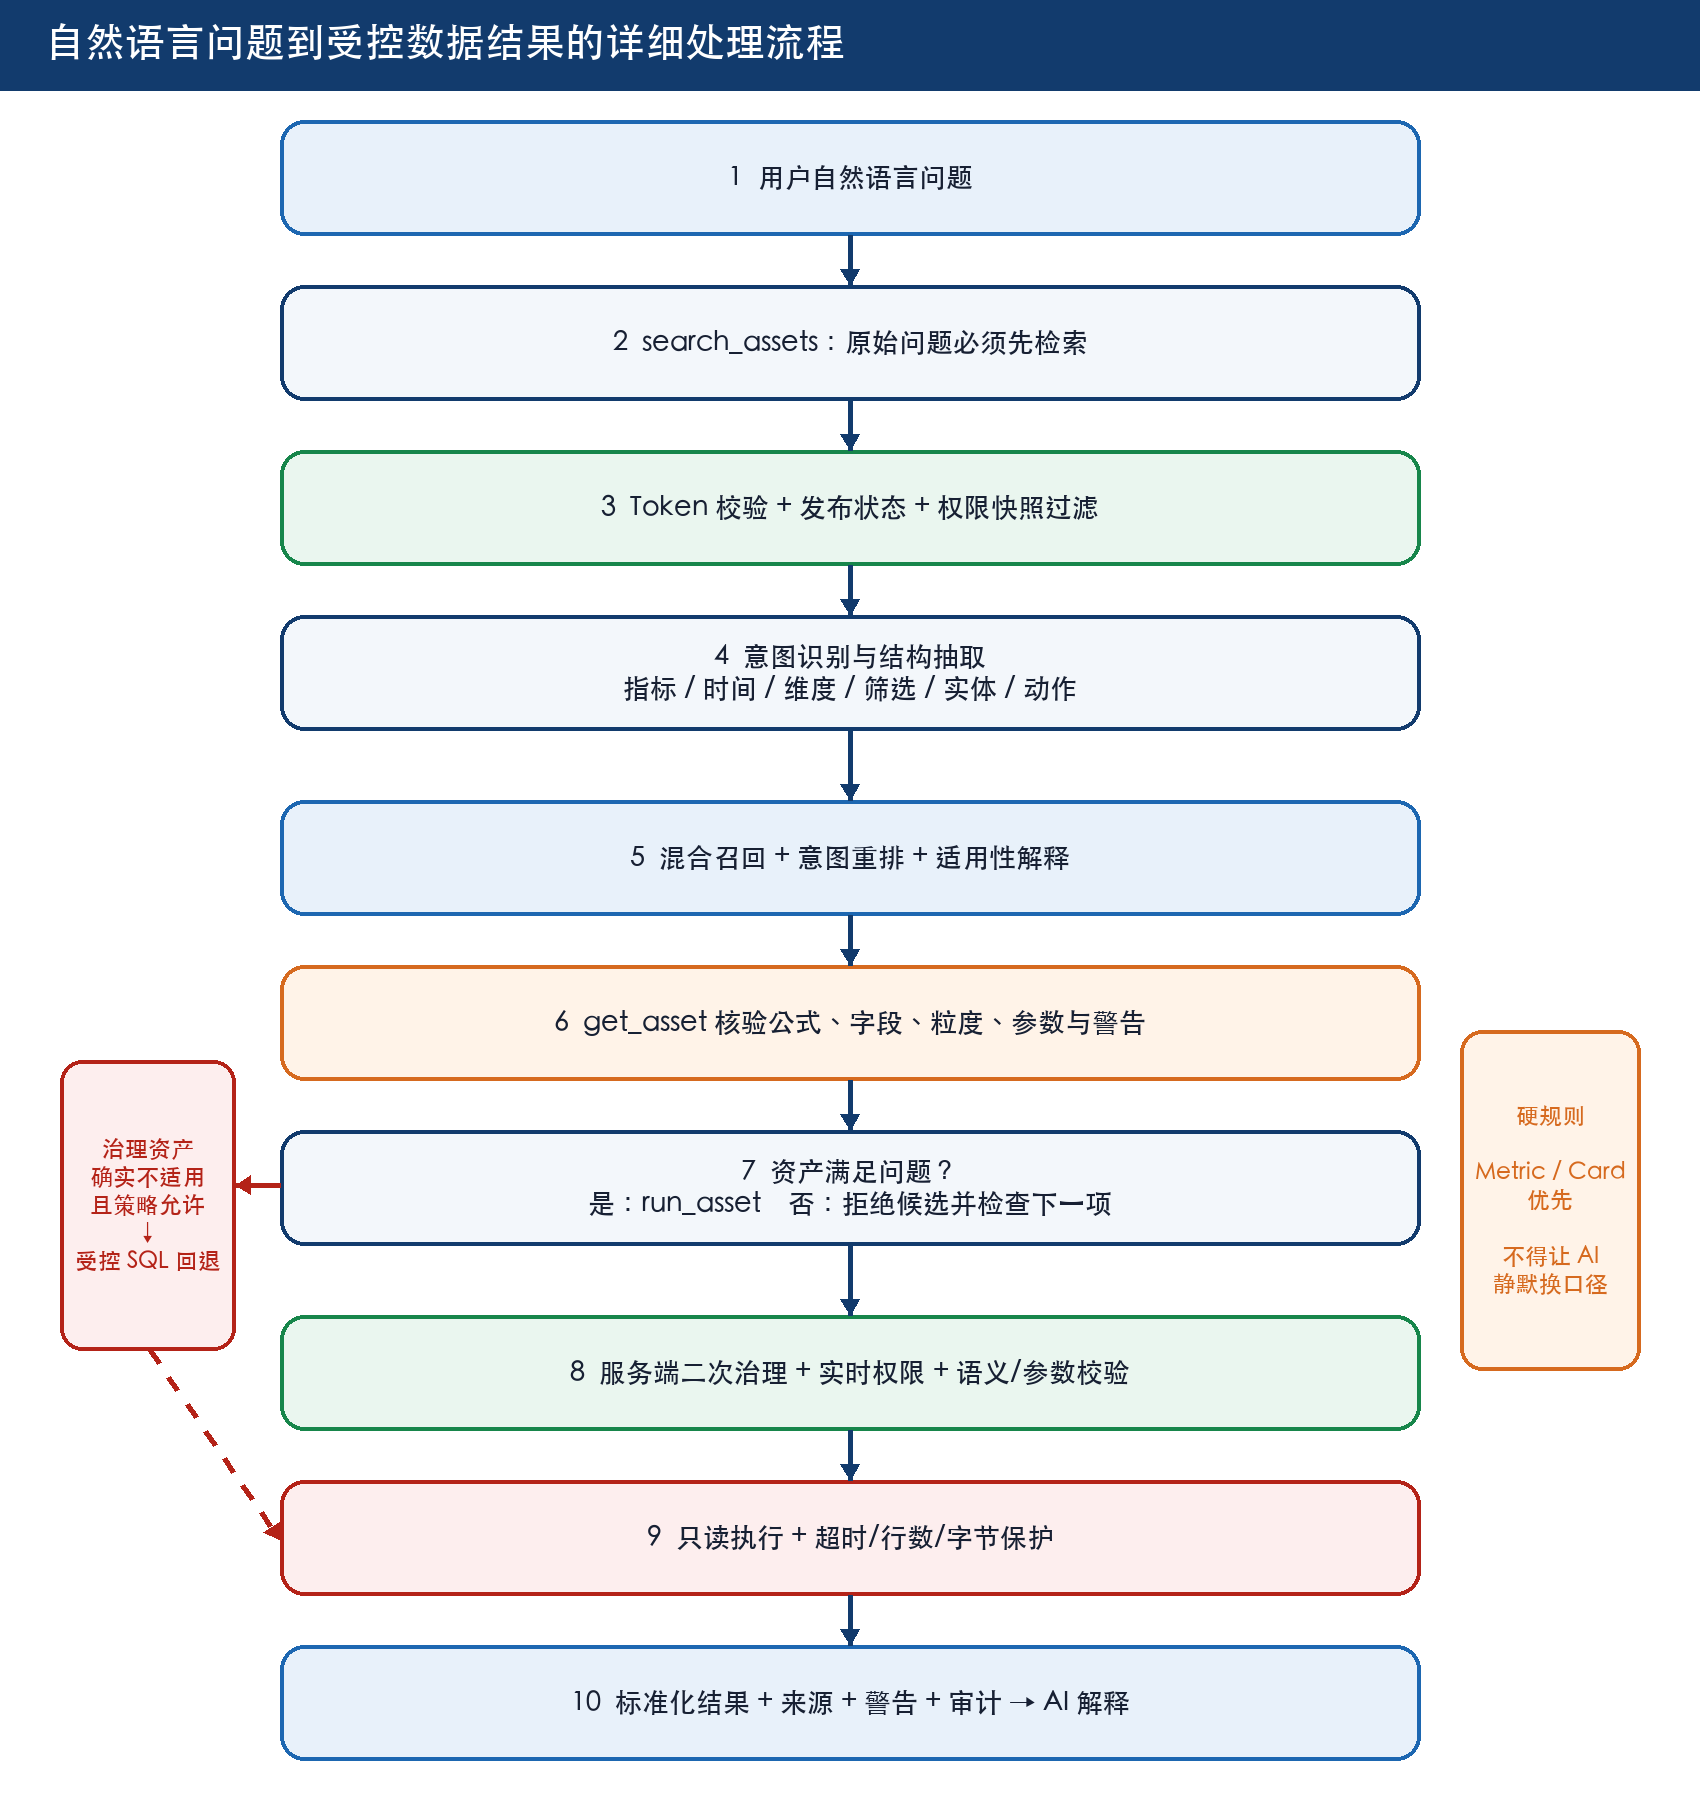 自然语言问题到受控数据结果的详细处理流程
1 用户自然语言问题
2 search_assets：原始问题必须先检索
3 Token 校验 + 发布状态 + 权限快照过滤
4 意图识别与结构抽取
指标 / 时间 / 维度 / 筛选 / 实体 / 动作
5 混合召回 + 意图重排 + 适用性解释
6 get_asset 核验公式、字段、粒度、参数与警告
7 资产满足问题？
是：run_asset 否：拒绝候选并检查下一项
治理资产
确实不适用
且策略允许
↓
受控 SQL 回退
硬规则
Metric / Card
优先
不得让 AI
静默换口径
8 服务端二次治理 + 实时权限 + 语义/参数校验
9 只读执行 + 超时/行数/字节保护
10 标准化结果 + 来源 + 警告 + 审计 → AI 解释